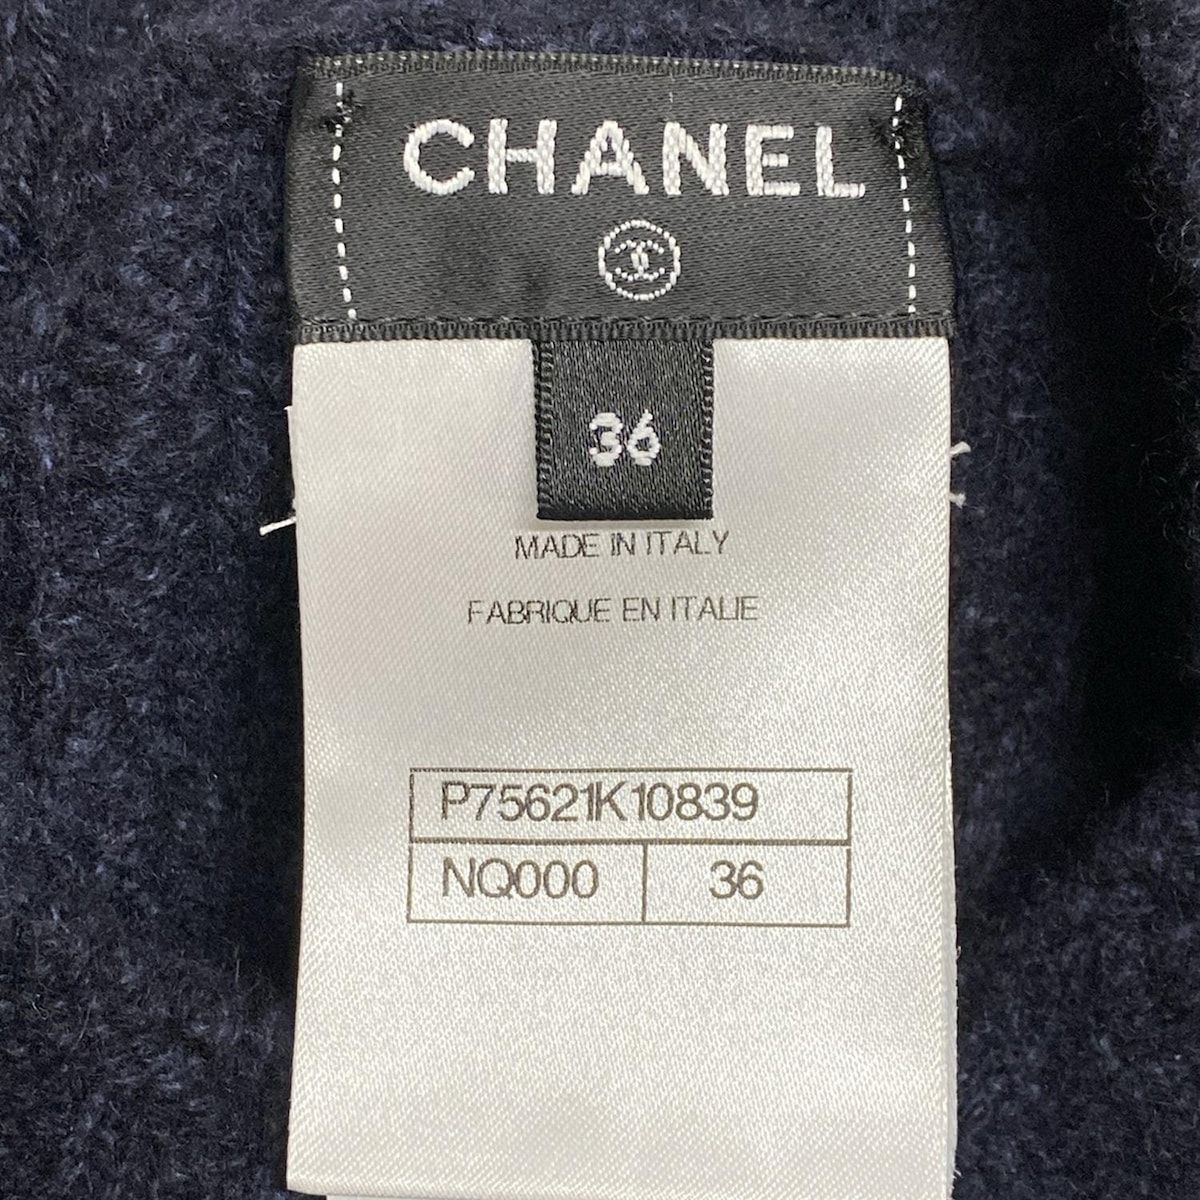 CHANEL
36
MADE IN ITALY
FABRIQUE EN ITALIE
P75621K10839
NQ000 36